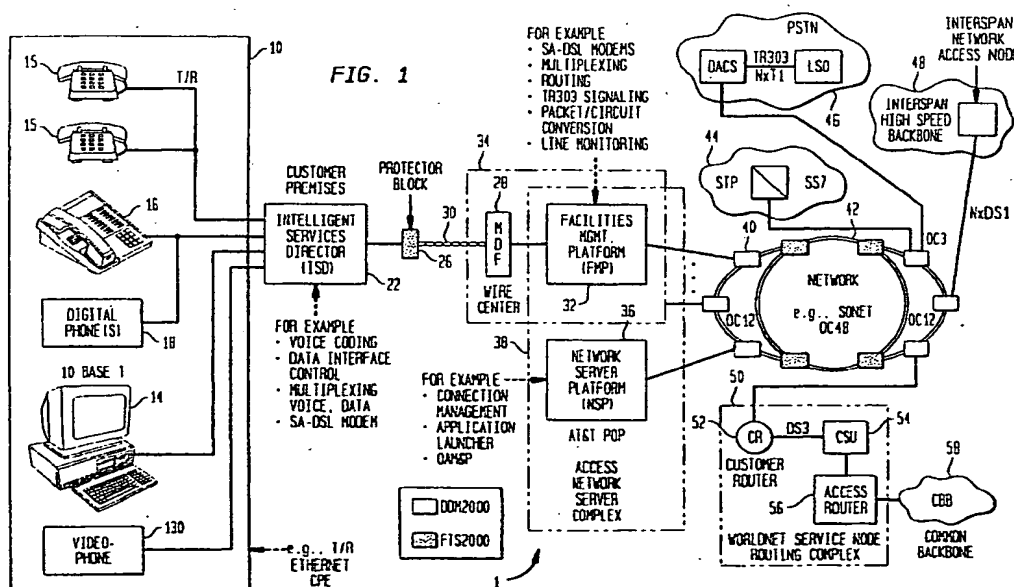 FIG. 1
10
15
T/R
15
16
DIGITAL
PHONE(S)
18
10 BASE 1
14
VIDEO-
PHONE
130
e.g., T/R
ETHERNET
CPE
CUSTOMER
PREMISES
INTELLIGENT
SERVICES
DIRECTOR
(ISD)
22
FOR EXAMPLE
• VOICE CODING
• DATA INTERFACE
CONTROL
• MULTIPLEXING
VOICE, DATA
• SA-DSL MODEM
PROTECTOR
BLOCK
26
30
34
28
MDF
WIRE
CENTER
FOR EXAMPLE
• SA-DSL MODEMS
• MULTIPLEXING
• ROUTING
• TR303 SIGNALING
• PACKET/CIRCUIT
CONVERSION
• LINE MONITORING
FACILITIES
MGMT.
PLATFORM
(FMP)
32
36
38
NETWORK
SERVER
PLATFORM
(NSP)
AT&T POP
FOR EXAMPLE
• CONNECTION
MANAGEMENT
• APPLICATION
LAUNCHER
• OAM&P
ACCESS
NETWORK
SERVER
COMPLEX
DDM2000
FTS2000
1
PSTN
DACS
TR303
NxT1
LSO
46
INTERSPAN
NETWORK
ACCESS NODE
48
INTERSPAN
HIGH SPEED
BACKBONE
NxDS1
44
STP
SS7
40
42
OC3
NETWORK
e.g., SONET
OC48
OC12
OC12
50
52
CR
DS3
CSU
54
CUSTOMER
ROUTER
56
ACCESS
ROUTER
WORLDNET SERVICE NODE
ROUTING COMPLEX
58
CBB
COMMON
BACKBONE